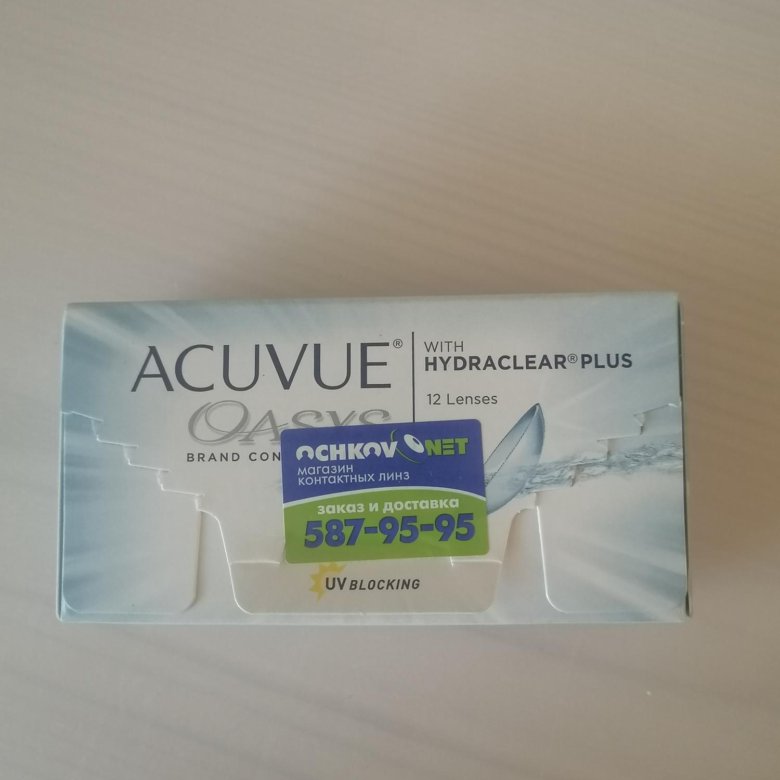 ACUVUE®
WITH
HYDRACLEAR® PLUS
12 Lenses
OASYS
BRAND CON
OCHKOV NET
магазин
контактных линз
заказ и доставка
587-95-95
UV BLOCKING